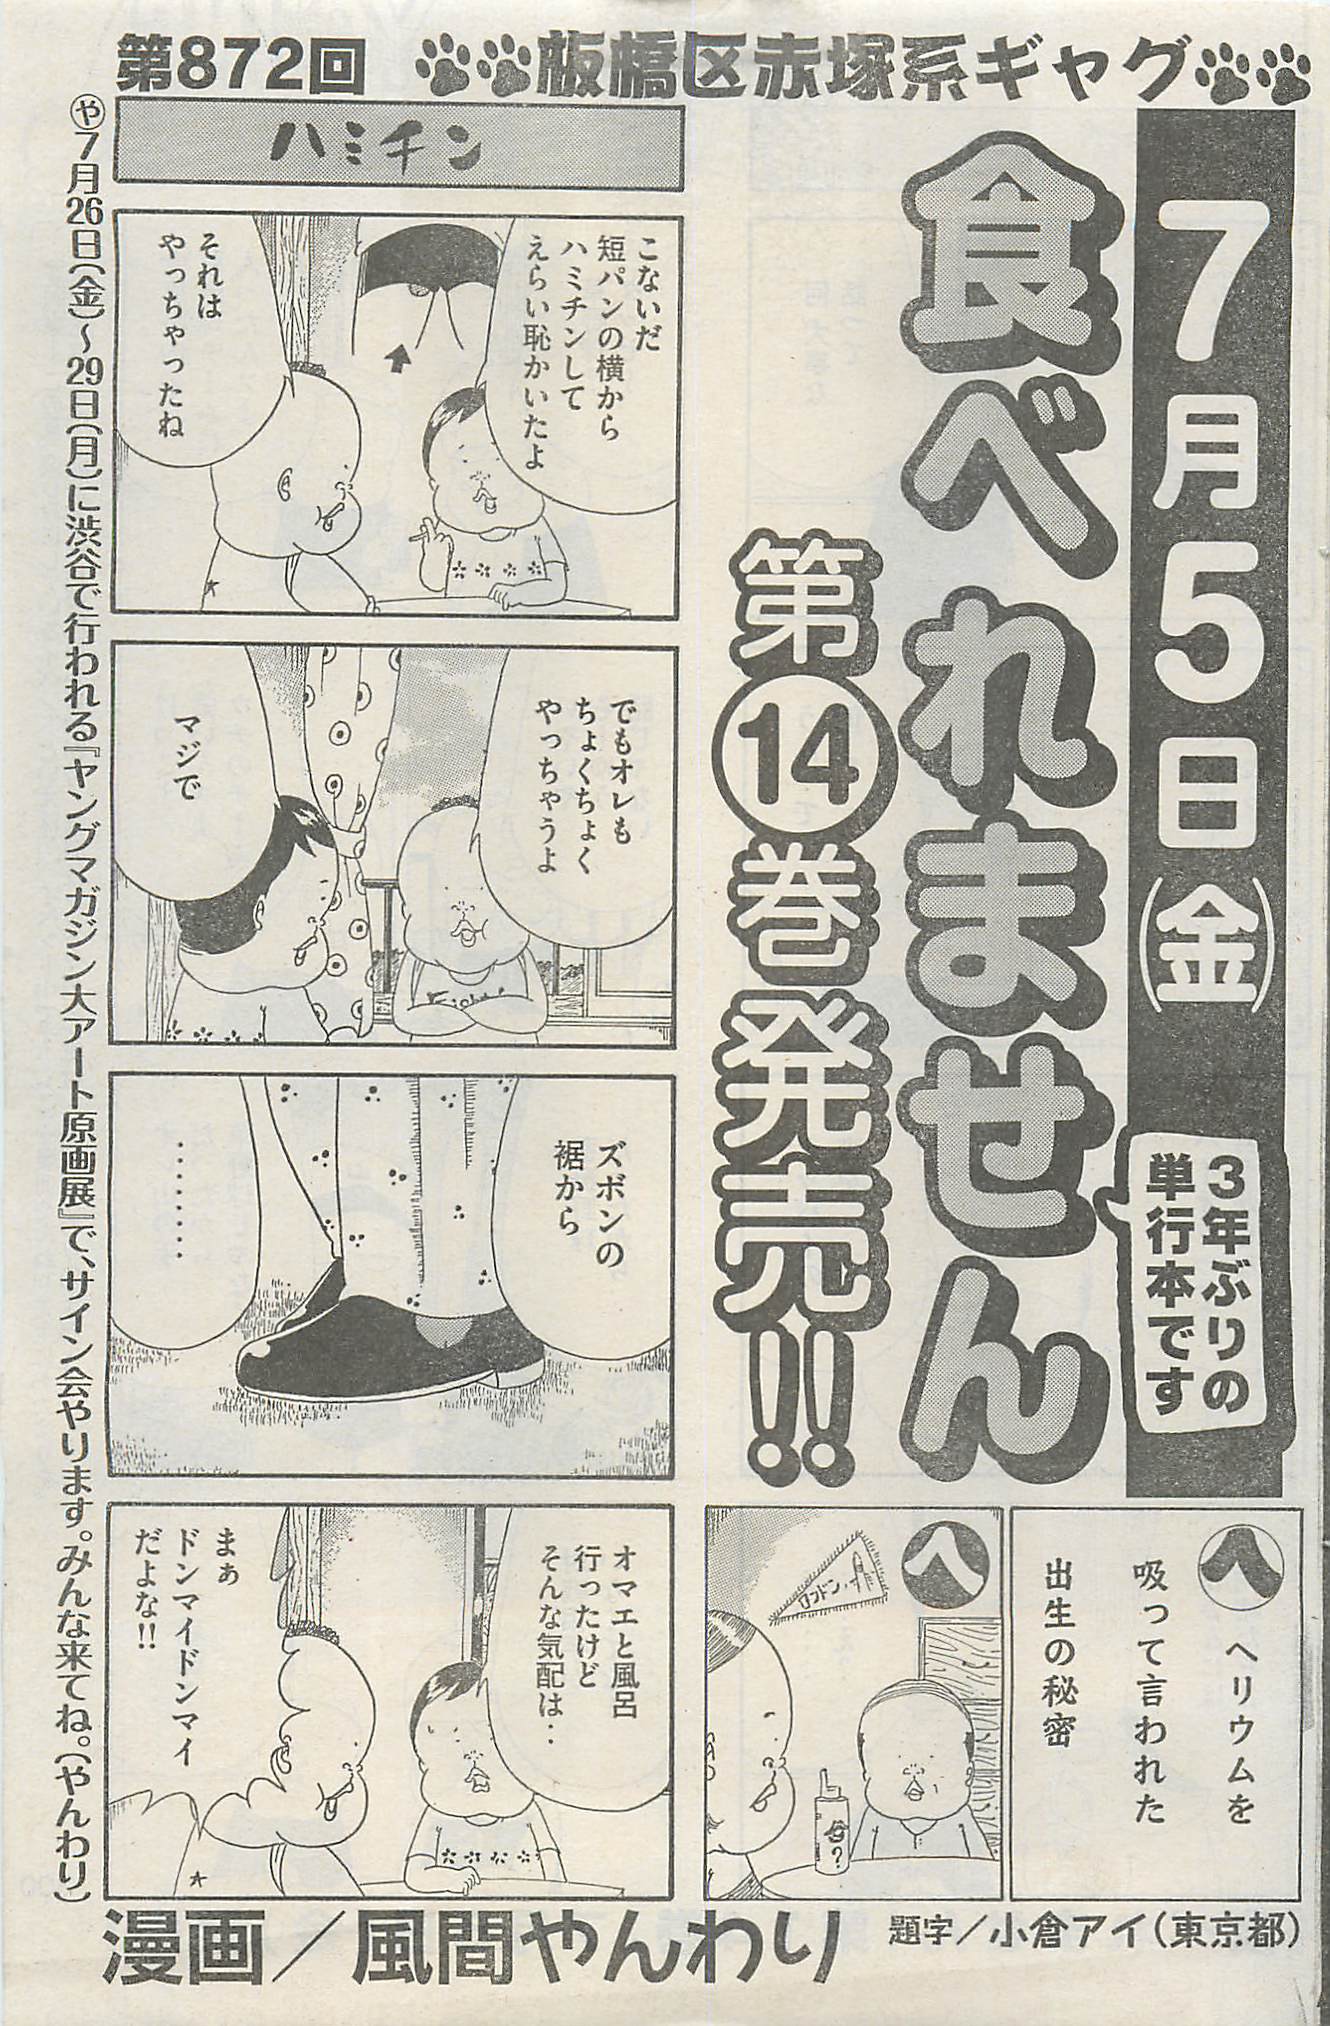 第872回
板橋区赤塚系ギャグ
7月5日(金)
3年ぶりの
単行本です
食べれません
第⑭巻発売!!
ハミチン
こないだ
短パンの横から
ハミチンして
えらい恥かいたよ
それは
やっちゃったね
でもオレも
ちょくちょく
やっちゃうよ
マジで
ズボンの
裾から
・・・・・・・
オマエと風呂
行ったけど
そんな気配は・・
まぁ
ドンマイドンマイ
だよな!!
へ
ヘリウムを
吸って言われた
出生の秘密
へ
ロンドン
母?
や7月26日(金)〜29日(月)に渋谷で行われる『ヤングマガジン大アート原画展』で、サイン会やります。みんな来てね。(やんわり)
漫画／風間やんわり
題字／小倉アイ(東京都)